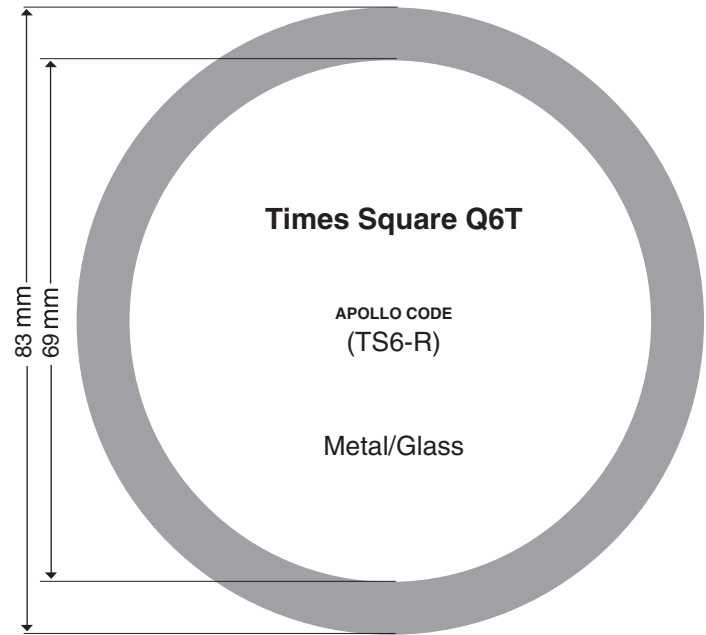 83 mm
69 mm
Times Square Q6T
APOLLO CODE
(TS6-R)
Metal/Glass